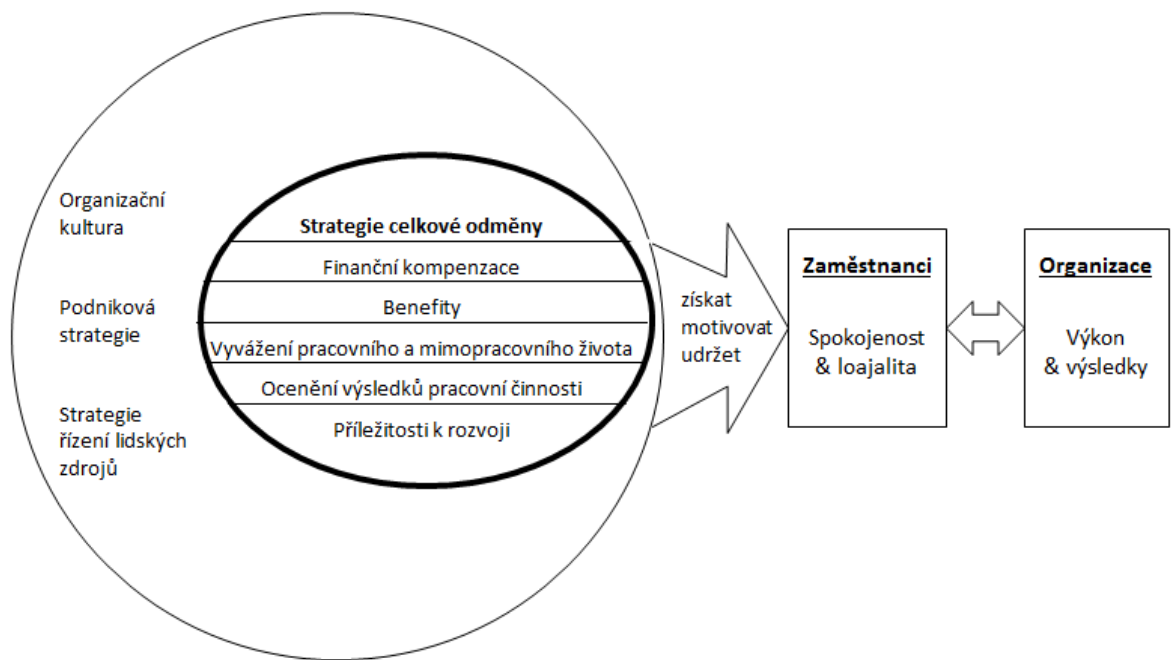 Organizační
kultura
Podniková
strategie
Strategie
řízení lidských
zdrojů
Strategie celkové odměny
Finanční kompenzace
Benefity
Vyvážení pracovního a mimopracovního života
Ocenění výsledků pracovní činnosti
Příležitosti k rozvoji
získat
motivovat
udržet
Zaměstnanci
Spokojenost
& loajalita
Organizace
Výkon
& výsledky